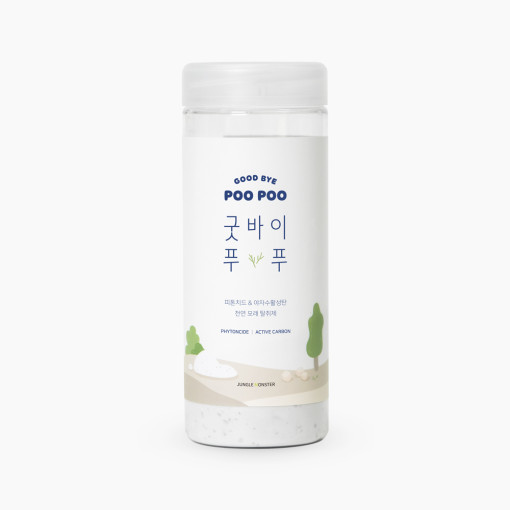 GOOD BYE
POO POO
굿바이
푸푸
피톤치드 & 야자수활성탄
천연 모래 탈취제
PHYTONCIDE | ACTIVE CARBON
JUNGLE MONSTER